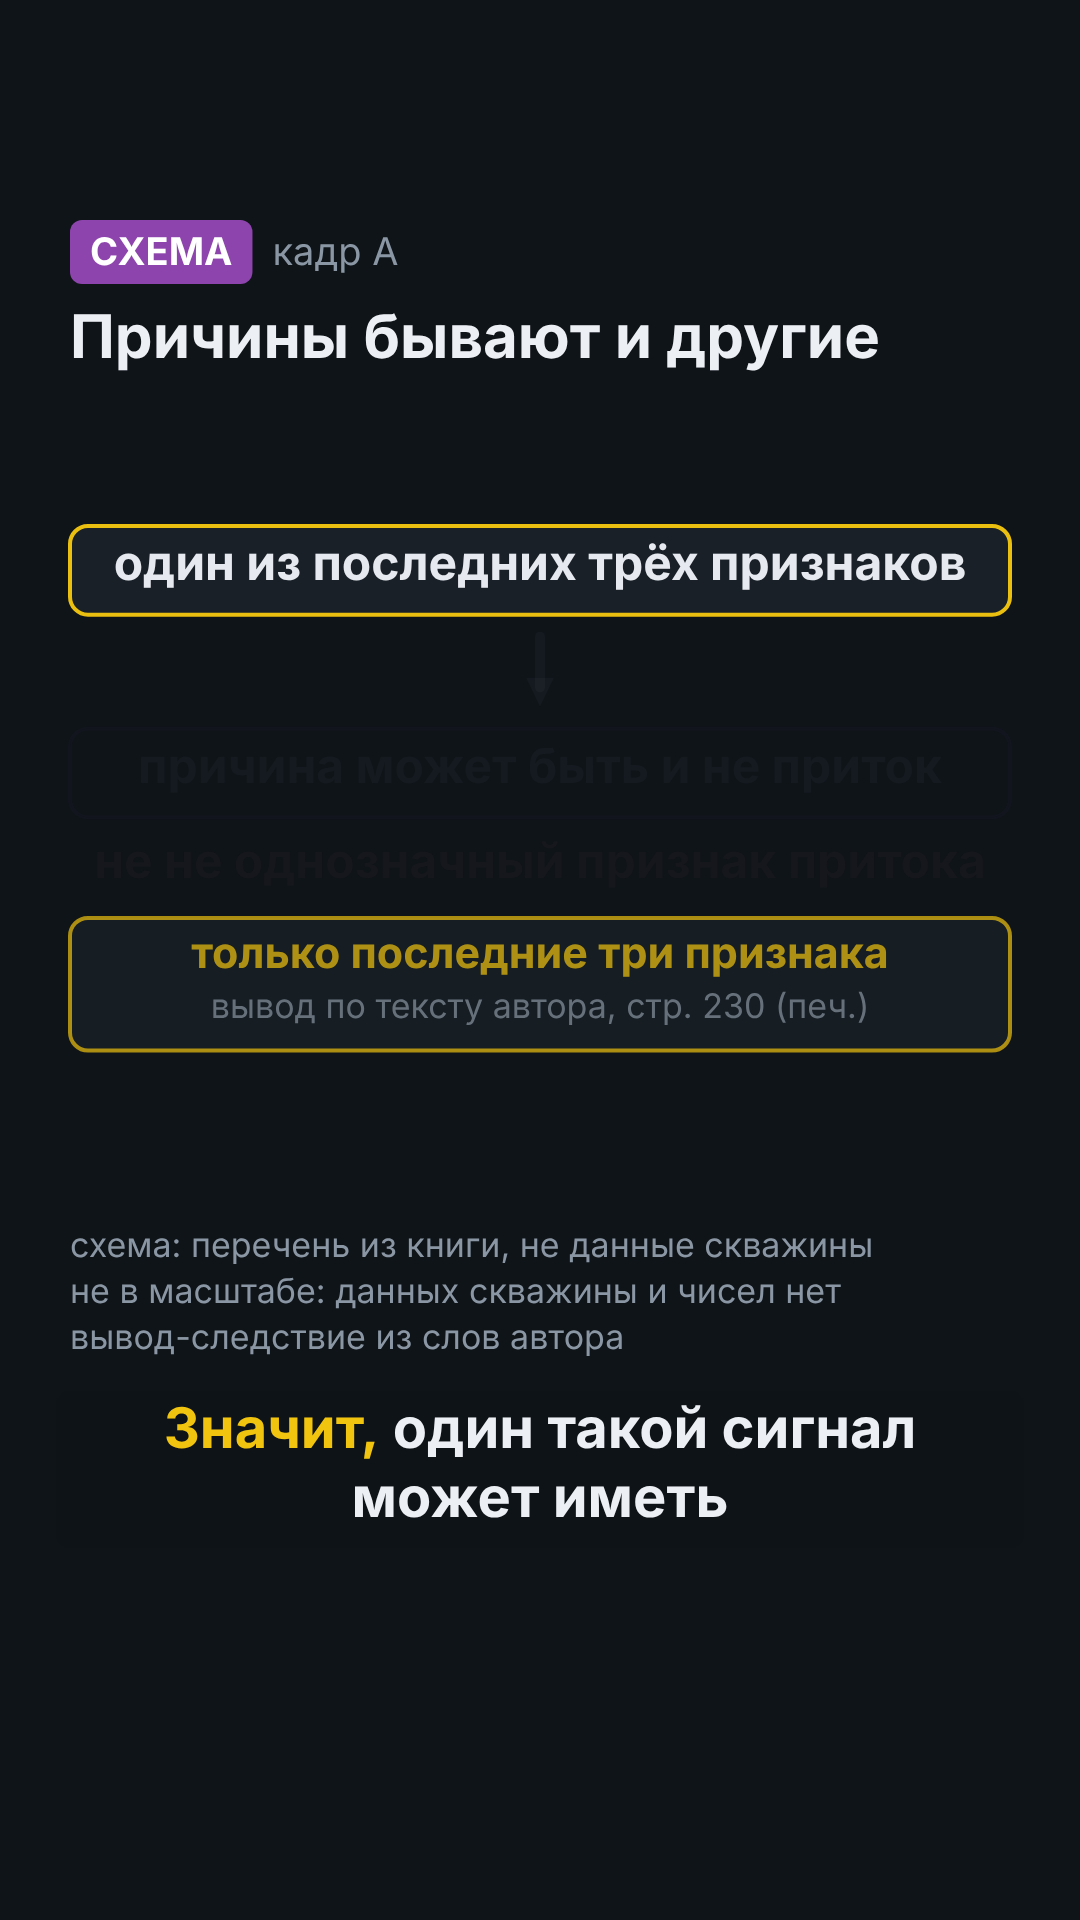 СХЕМА кадр А
Причины бывают и другие
один из последних трёх признаков
причина может быть и не приток
не не однозначный признак притока
только последние три признака
вывод по тексту автора, стр. 230 (печ.)
схема: перечень из книги, не данные скважины
не в масштабе: данных скважины и чисел нет
вывод-следствие из слов автора
Значит, один такой сигнал
может иметь